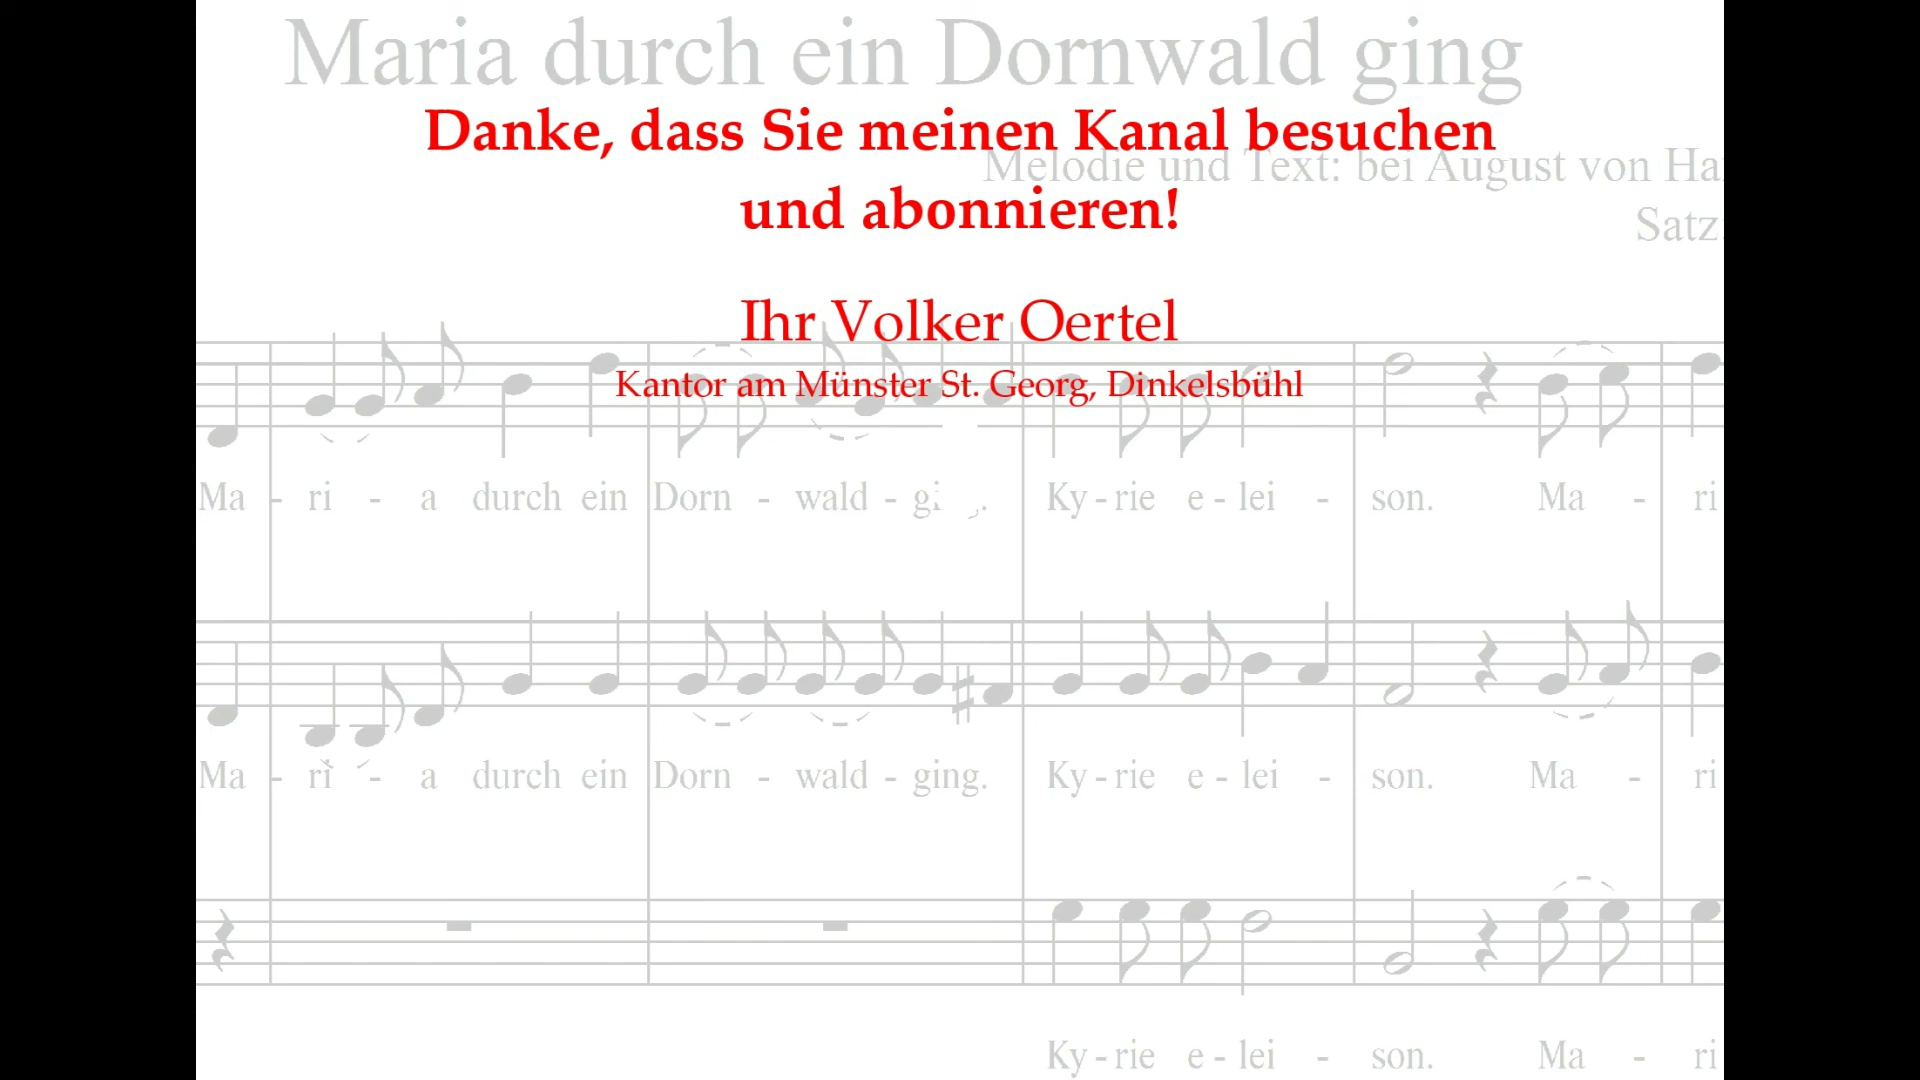 Maria durch ein Dornwald ging
Danke, dass Sie meinen Kanal besuchen
Melodie und Text: bei August von
und abonnieren!
Satz:
Ihr Volker Oertel
Kantor am Münster St. Georg, Dinkelsbühl
Ma - ri - a durch ein Dorn - wald - Ky - rie e - lei - son. Ma - ri
Ma - ri - a durch ein Dorn - wald - ging. Ky - rie e - lei - son. Ma - ri
Ky - rie e - lei - son. Ma - ri